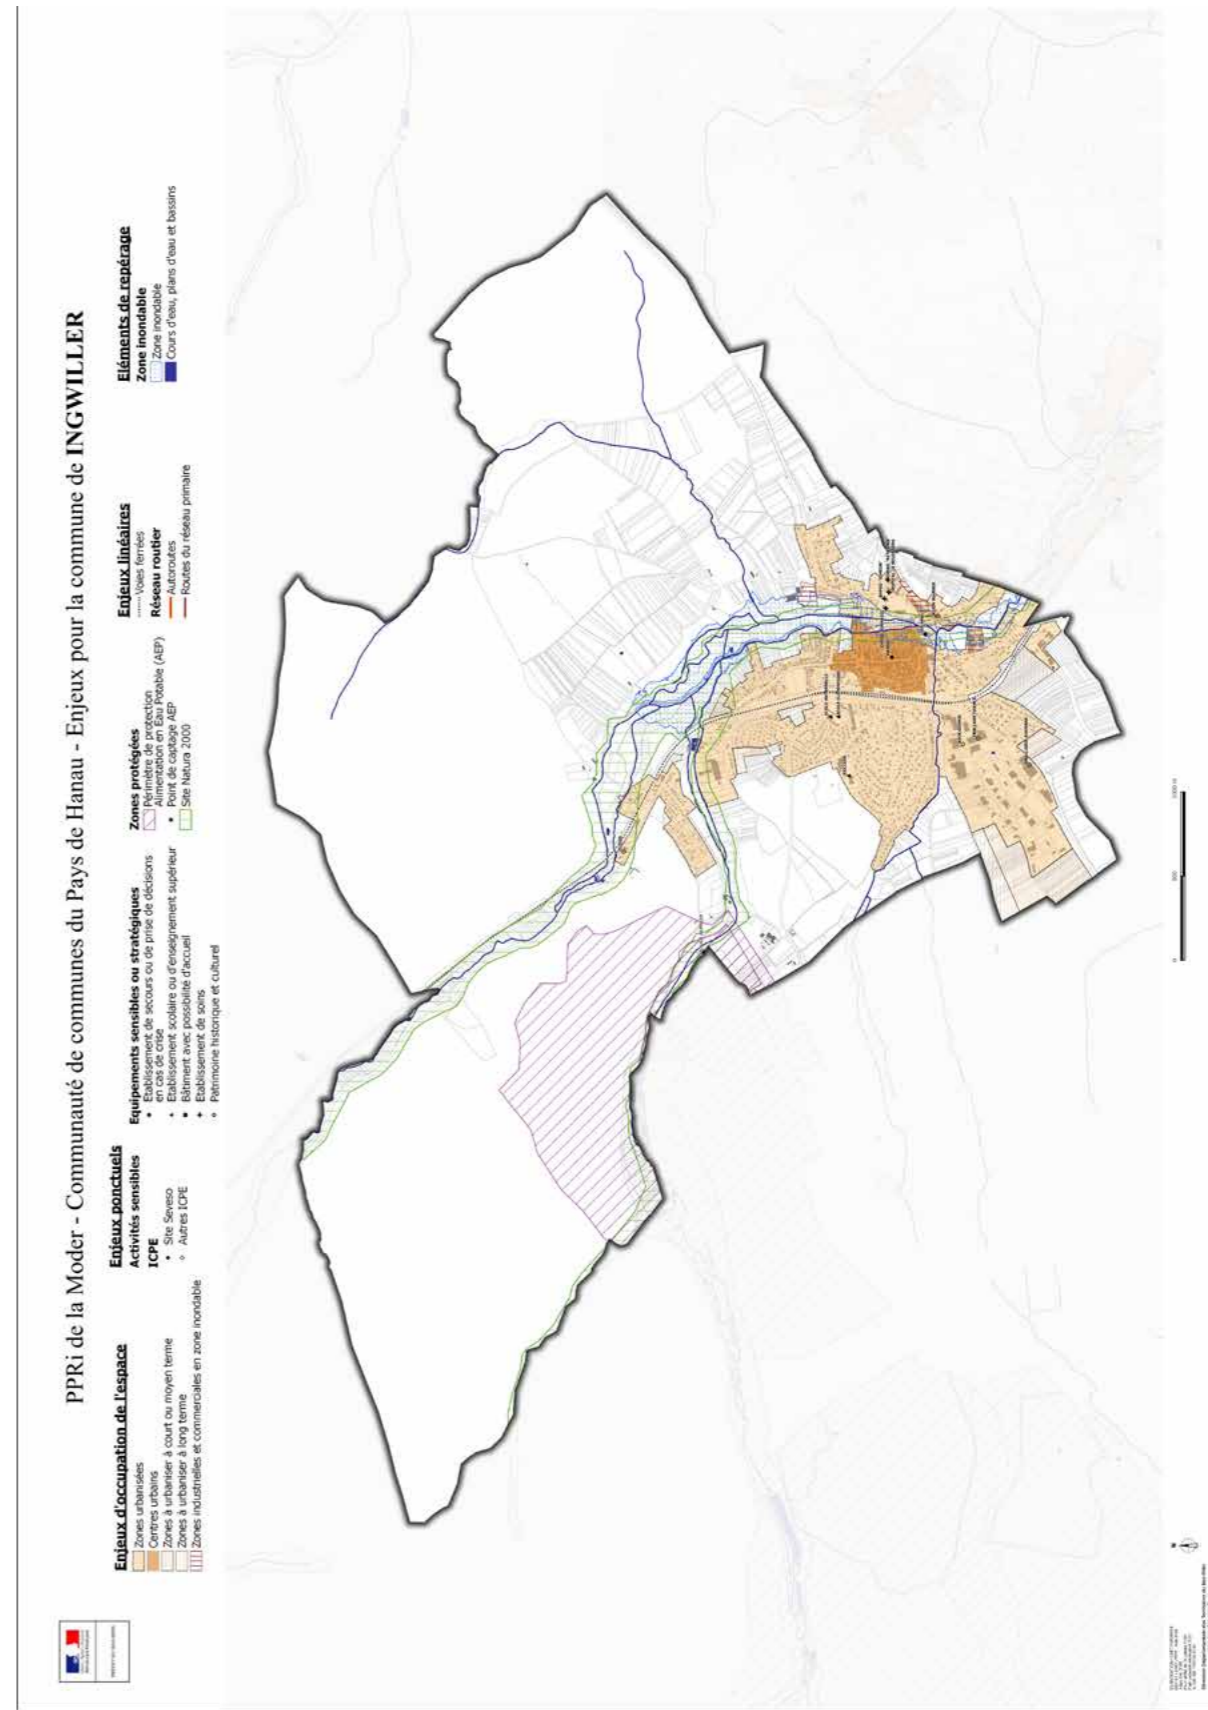 PPRi de la Moder - Communauté de communes du Pays de Hanau - Enjeux pour la commune de INGWILLER
Enjeux d'occupation de l'espace
Zones urbanisées
Centres urbains
Zones à urbaniser à court ou moyen terme
Zones à urbaniser à long terme
Zones industrielles et commerciales en zone inondable
Enjeux ponctuels
Activités sensibles
ICPE
Site Seveso
Autres ICPE
Equipements sensibles ou stratégiques
Etablissement de secours ou de prise de décisions
en cas de crise
Etablissement scolaire ou d'enseignement supérieur
Bâtiment avec possibilité d'accueil
Etablissement de soins
Patrimoine historique et culturel
Zones protégées
Périmètre de protection
Alimentation en Eau Potable (AEP)
Point de captage AEP
Site Natura 2000
Enjeux linéaires
Voies ferrées
Réseau routier
Autoroutes
Routes du réseau primaire
Eléments de repérage
Zone inondable
Zone inondable
Cours d'eau, plans d'eau et bassins
0 500 1000 m
N